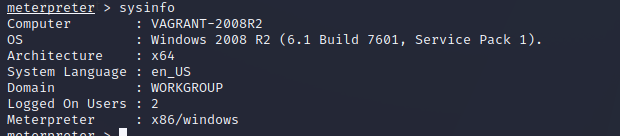 meterpreter > sysinfo
Computer        : VAGRANT-2008R2
OS              : Windows 2008 R2 (6.1 Build 7601, Service Pack 1).
Architecture    : x64
System Language : en_US
Domain          : WORKGROUP
Logged On Users : 2
Meterpreter     : x86/windows
meterpreter >